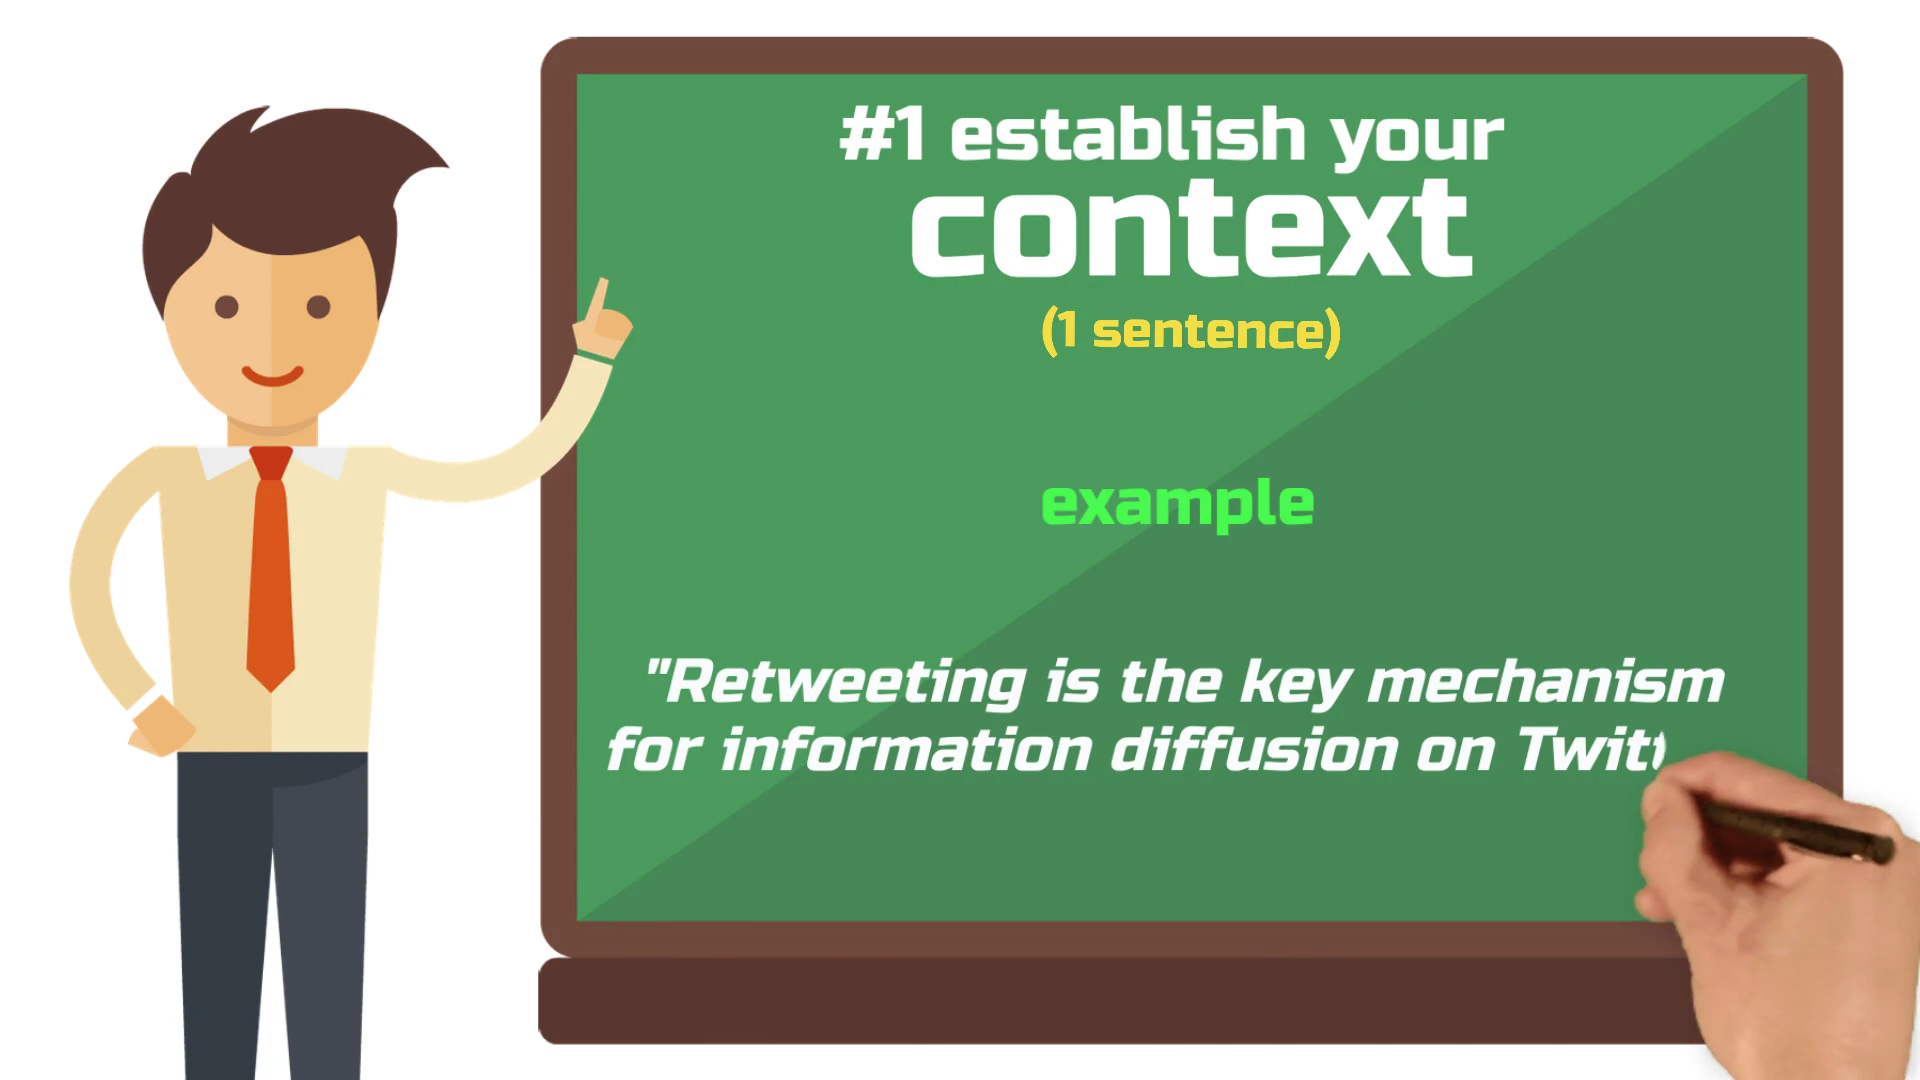 #1 establish your
context
(1 sentence)
example
"Retweeting is the key mechanism
for information diffusion on